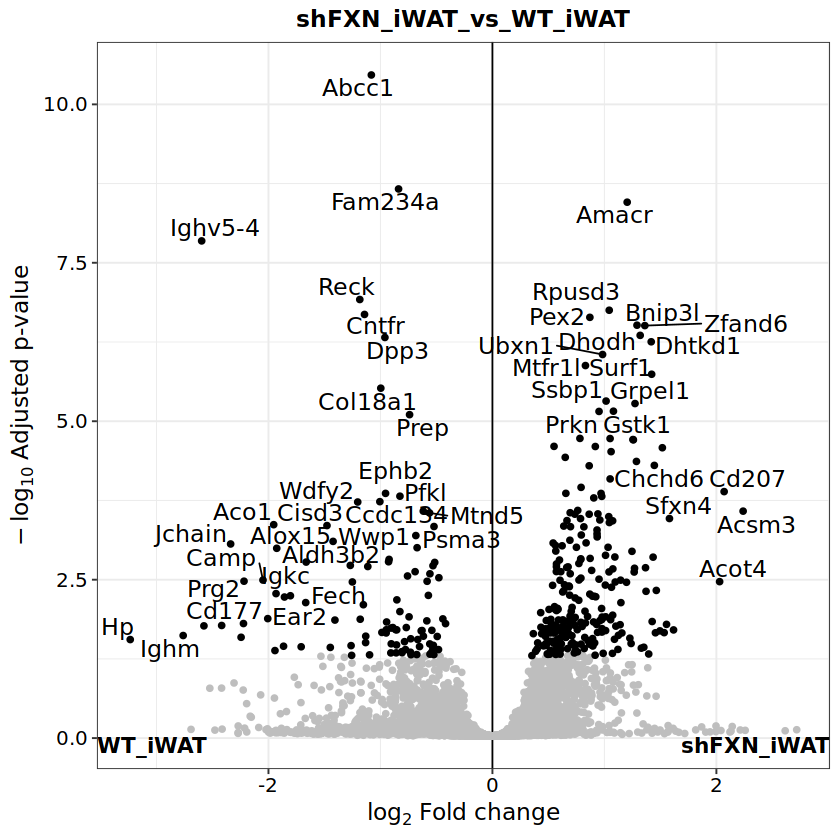 shFXN_iWAT_vs_WT_iWAT
Abcc1
Fam234a
Amacr
Ighv5-4
Reck
Rpusd3
Cntfr
Pex2
Bnip3l
Zfand6
Dpp3
Ubxn1
Dhodh
Dhtkd1
Mtfr1l
Surf1
Col18a1
Ssbp1
Grpel1
Prep
Prkn
Gstk1
Ephb2
Wdfy2
Pfkl
Chchd6
Cd207
Aco1
Cisd3
Ccdc134
Mtnd5
Sfxn4
Acsm3
Jchain
Alox15
Wwp1
Psma3
Camp
Aldh3b2
Igkc
Acot4
Prg2
Fech
Cd177
Ear2
Hp
Ighm
WT_iWAT
shFXN_iWAT
10.0
7.5
5.0
2.5
0.0
-2
0
2
− log10 Adjusted p-value
log2 Fold change